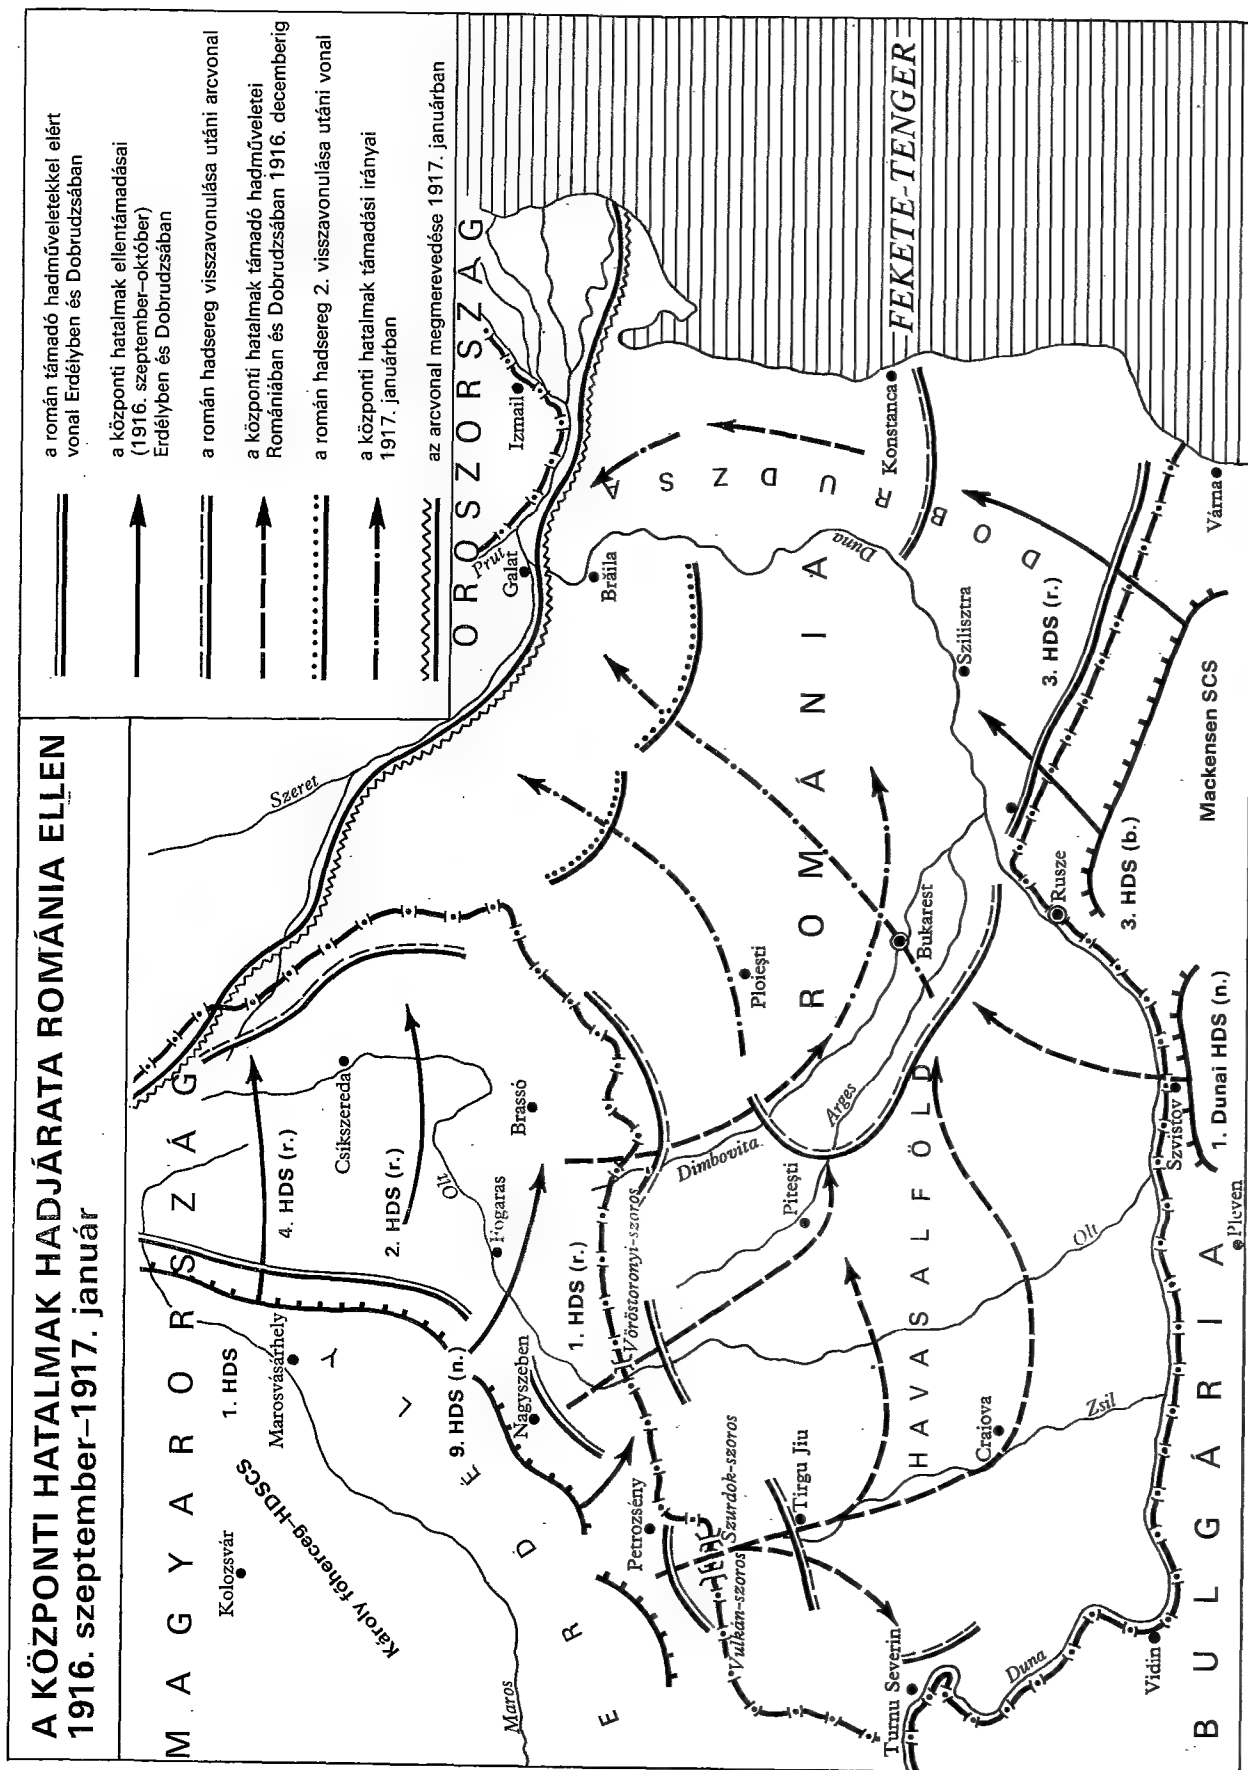 A KÖZPONTI HATALMAK HADJÁRATA ROMÁNIA ELLEN
1916. szeptember–1917. január
a román támadó hadműveletekkel elért
vonal Erdélyben és Dobrudzsában
a központi hatalmak ellentámadásai
(1916. szeptember–október)
Erdélyben és Dobrudzsában
a román hadsereg visszavonulása utáni arcvonal
a központi hatalmak támadó hadműveletei
Romániában és Dobrudzsában 1916. decemberig
a román hadsereg 2. visszavonulása utáni vonal
a központi hatalmak támadási irányai
1917. januárban
az arcvonal megmerevedése 1917. januárban
MAGYARORSZÁG
OROSZORSZÁG
ERDÉLY
ROMÁNIA
HAVASALFÖLD
DOBRUDZSA
BULGÁRIA
FEKETE-TENGER
Kolozsvár
Károly főherceg-HDSCS
1. HDS
Marosvásárhely
4. HDS (r.)
Csíkszereda
2. HDS (r.)
Szeret
Maros
Olt
Fogaras
Brassó
9. HDS (n.)
Nagyszeben
1. HDS (r.)
Vöröstoronyi-szoros
Petrozsény
Szurdok-szoros
Vulkán-szoros
Tirgu Jiu
Turnu Severin
Craiova
Zsil
Olt
Duna
Vidin
Pitești
Dimbovita
Arges
Ploiești
Bukarest
Prut
Galat
Izmail
Brăila
Duna
Konstanca
Szilisztra
3. HDS (r.)
Várna
Mackensen SCS
3. HDS (b.)
Rusze
1. Dunai HDS (n.)
Szvistov
Pleven